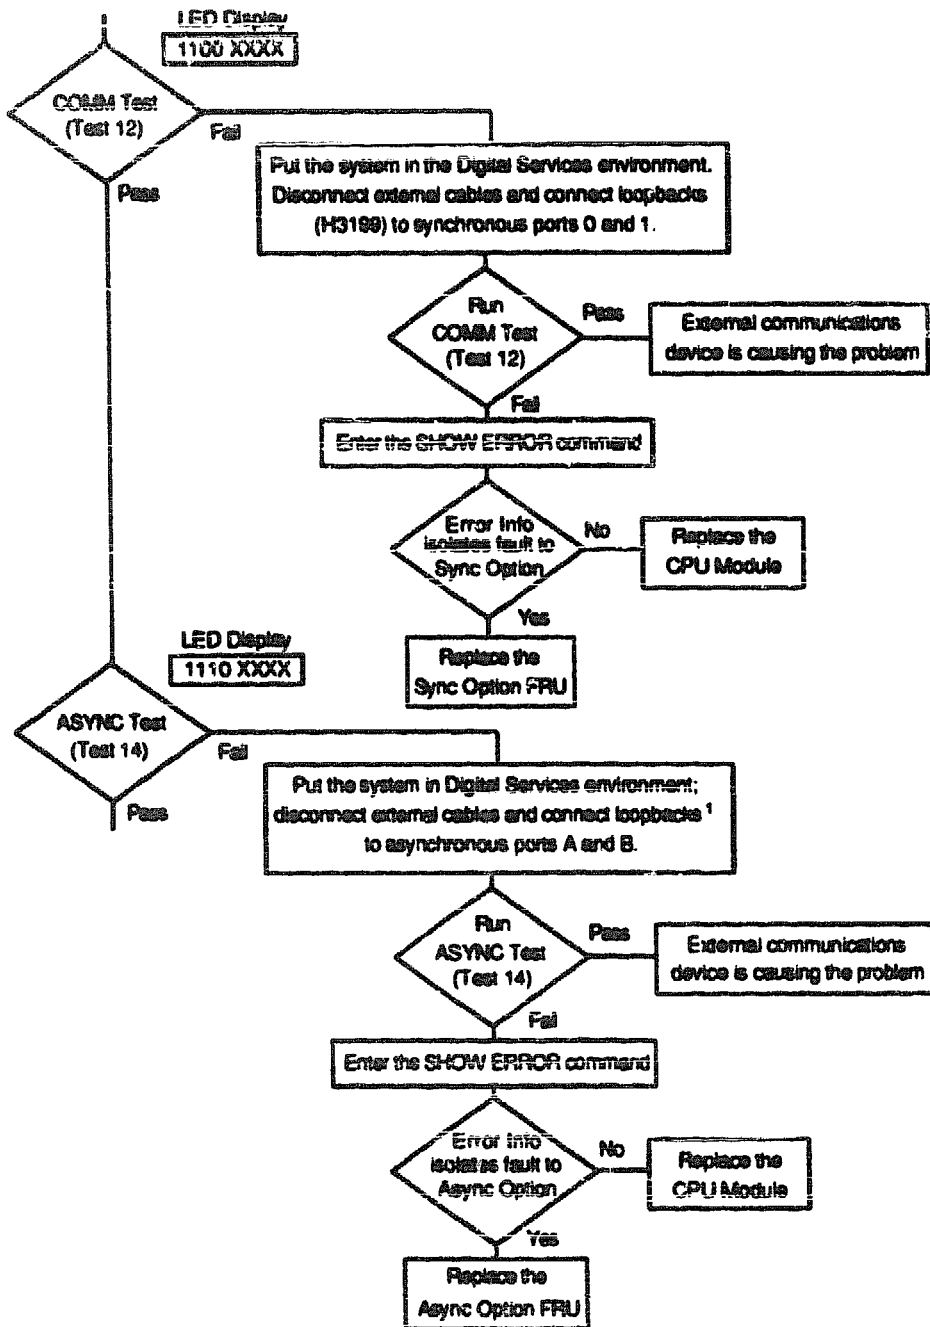 LED Display
1100 XXXX
COMM Test
(Test 12)
Fail
Pass
Put the system in the Digital Services environment.
Disconnect external cables and connect loopbacks
(H3199) to synchronous ports 0 and 1.
Run
COMM Test
(Test 12)
Pass
External communications
device is causing the problem
Fail
Enter the SHOW ERROR command
Error Info
isolates fault to
Sync Option
No
Replace the
CPU Module
Yes
Replace the
Sync Option FRU
LED Display
1110 XXXX
ASYNC Test
(Test 14)
Fail
Pass
Put the system in Digital Services environment;
disconnect external cables and connect loopbacks 1
to asynchronous ports A and B.
Run
ASYNC Test
(Test 14)
Pass
External communications
device is causing the problem
Fail
Enter the SHOW ERROR command
Error Info
isolates fault to
Async Option
No
Replace the
CPU Module
Yes
Replace the
Async Option FRU